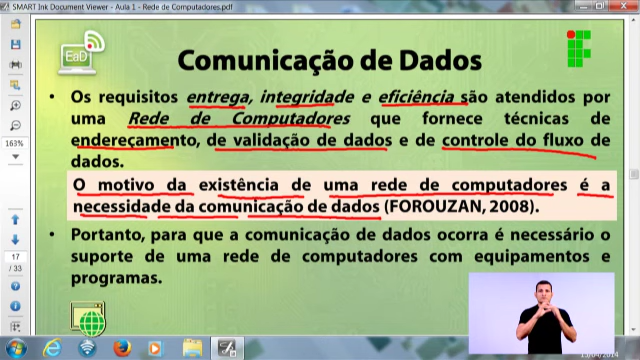 SMART Ink Document Viewer - Aula 1 - Rede de Computadores.pdf
EaD
Comunicação de Dados
• Os requisitos entrega, integridade e eficiência são atendidos por
uma Rede de Computadores que fornece técnicas de
endereçamento, de validação de dados e de controle do fluxo de
dados.
O motivo da existência de uma rede de computadores é a
necessidade da comunicação de dados (FOROUZAN, 2008).
• Portanto, para que a comunicação de dados ocorra é necessário o
suporte de uma rede de computadores com equipamentos e
programas.
163%
17
/ 33
15/04/2014